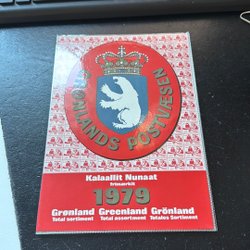 GRØNLANDS POSTVÆSEN
Kalaallit Nunaat
frimærkit
1979
Grønland Greenland Grönland
Total sortiment Total assortment Totales Sortiment